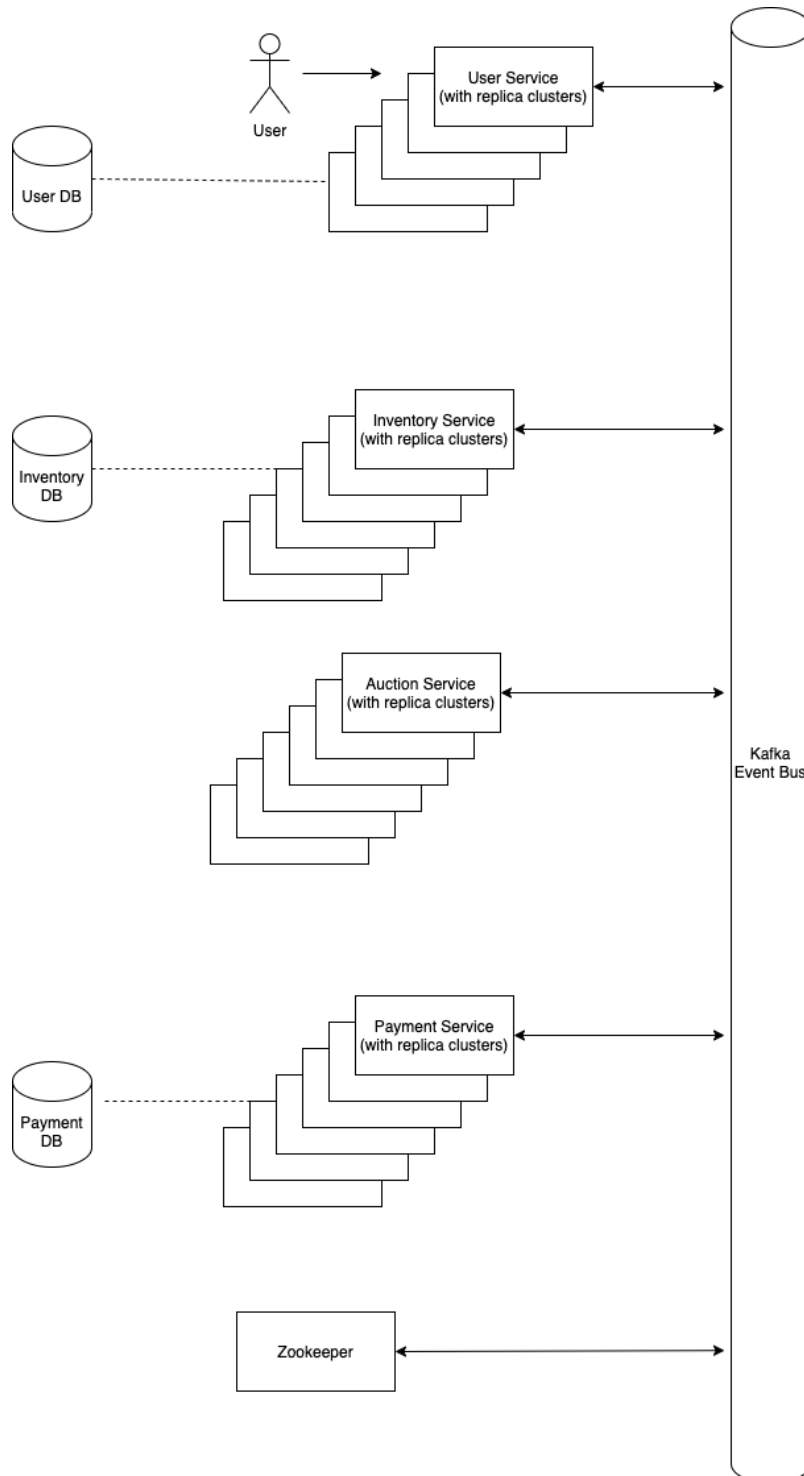 User Service
(with replica clusters)
User
User DB
Inventory Service
(with replica clusters)
Inventory
DB
Auction Service
(with replica clusters)
Kafka
Event Bus
Payment Service
(with replica clusters)
Payment
DB
Zookeeper